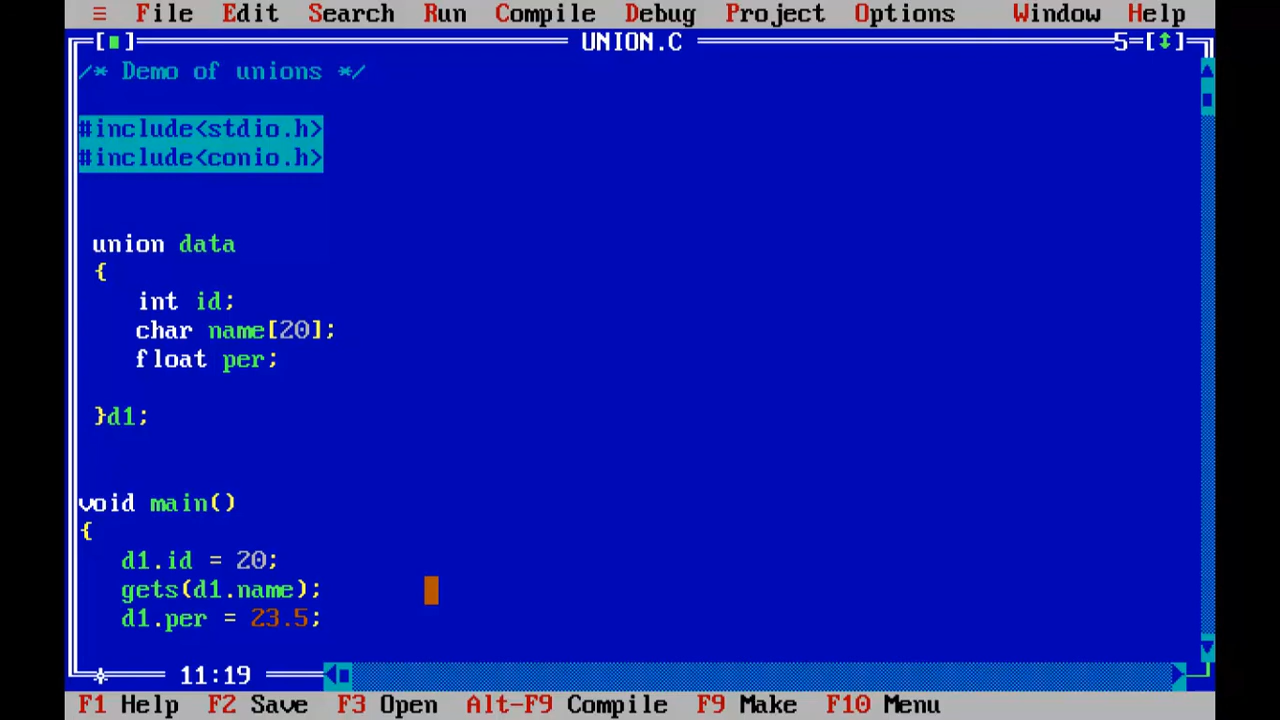 ≡ File Edit Search Run Compile Debug Project Options Window Help
[■] UNION.C 5=[↕]
/* Demo of unions */
#include<stdio.h>
#include<conio.h>
union data
{
int id;
char name[20];
float per;
}d1;
void main()
{
d1.id = 20;
gets(d1.name);
d1.per = 23.5;
11:19
F1 Help F2 Save F3 Open Alt-F9 Compile F9 Make F10 Menu